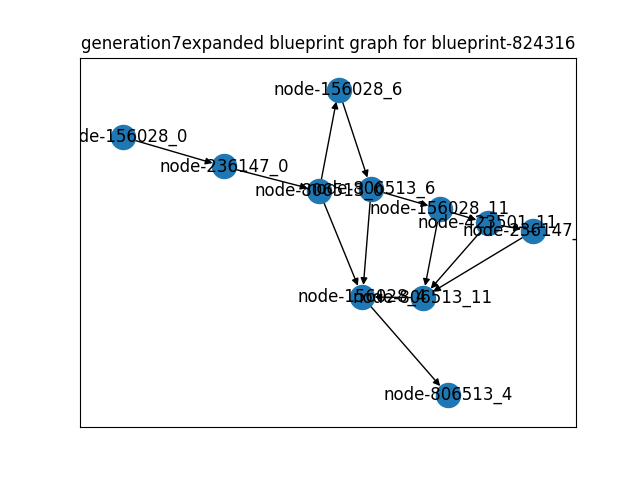 generation7expanded blueprint graph for blueprint-824316
node-156028_6
de-156028_0
node-236147_0
node-806513_0
node-806513_6
node-156028_11
node-423501_11
node-236147_
node-156028_4
node-806513_11
node-806513_4